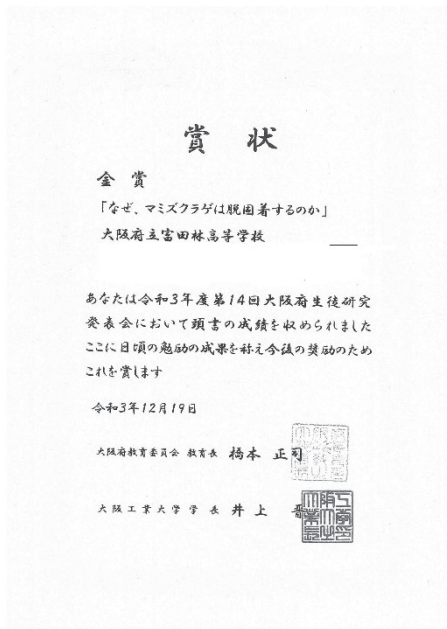 賞状
金賞
「なぜ、マミズクラゲは脱固着するのか」
大阪府立富田林高等学校
あなたは令和3年度第14回大阪府生徒研究
発表会において頭書の成績を収められました
ここに日頃の勉励の成果を称え今後の奨励のため
これを賞します
令和3年12月19日
大阪府教育委員会 教育長 橋本 正司
大阪工業大学学長 井上 晋